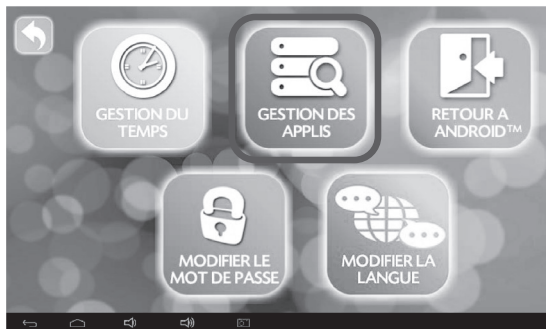 GESTION DU
TEMPS
GESTION DES
APPLIS
RETOUR A
ANDROID™
MODIFIER LE
MOT DE PASSE
MODIFIER LA
LANGUE